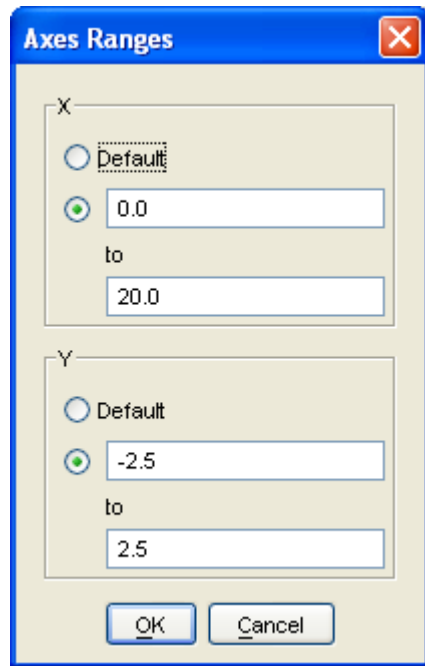 Axes Ranges
X
Default
0.0
to
20.0
Y
Default
-2.5
to
2.5
OK Cancel